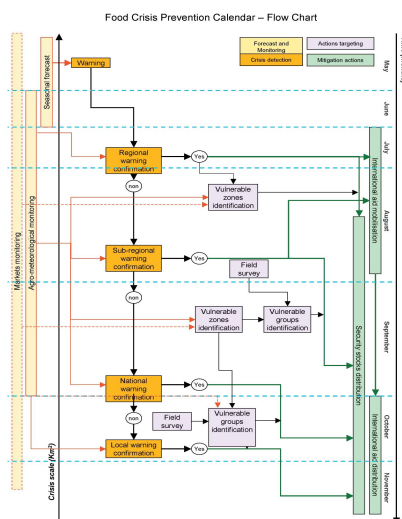 Food Crisis Prevention Calendar – Flow Chart
Forecast and
Monitoring
Actions targeting
Crisis detection
Mitigation actions
Warning
May
Seasonal forecast
June
Regional
warning
confirmation
Yes
July
non
Vulnerable
zones
identification
International aid mobilisation
August
Markets monitoring
Agro-meteorological monitoring
Sub-regional
warning
confirmation
Yes
Field
survey
non
Vulnerable
zones
identification
Vulnerable
groups
identification
September
Security stocks distribution
National
warning
confirmation
Yes
non
Field
survey
Vulnerable
groups
identification
October
Local warning
confirmation
Yes
International aid distribution
November
Crisis scale (Km²)